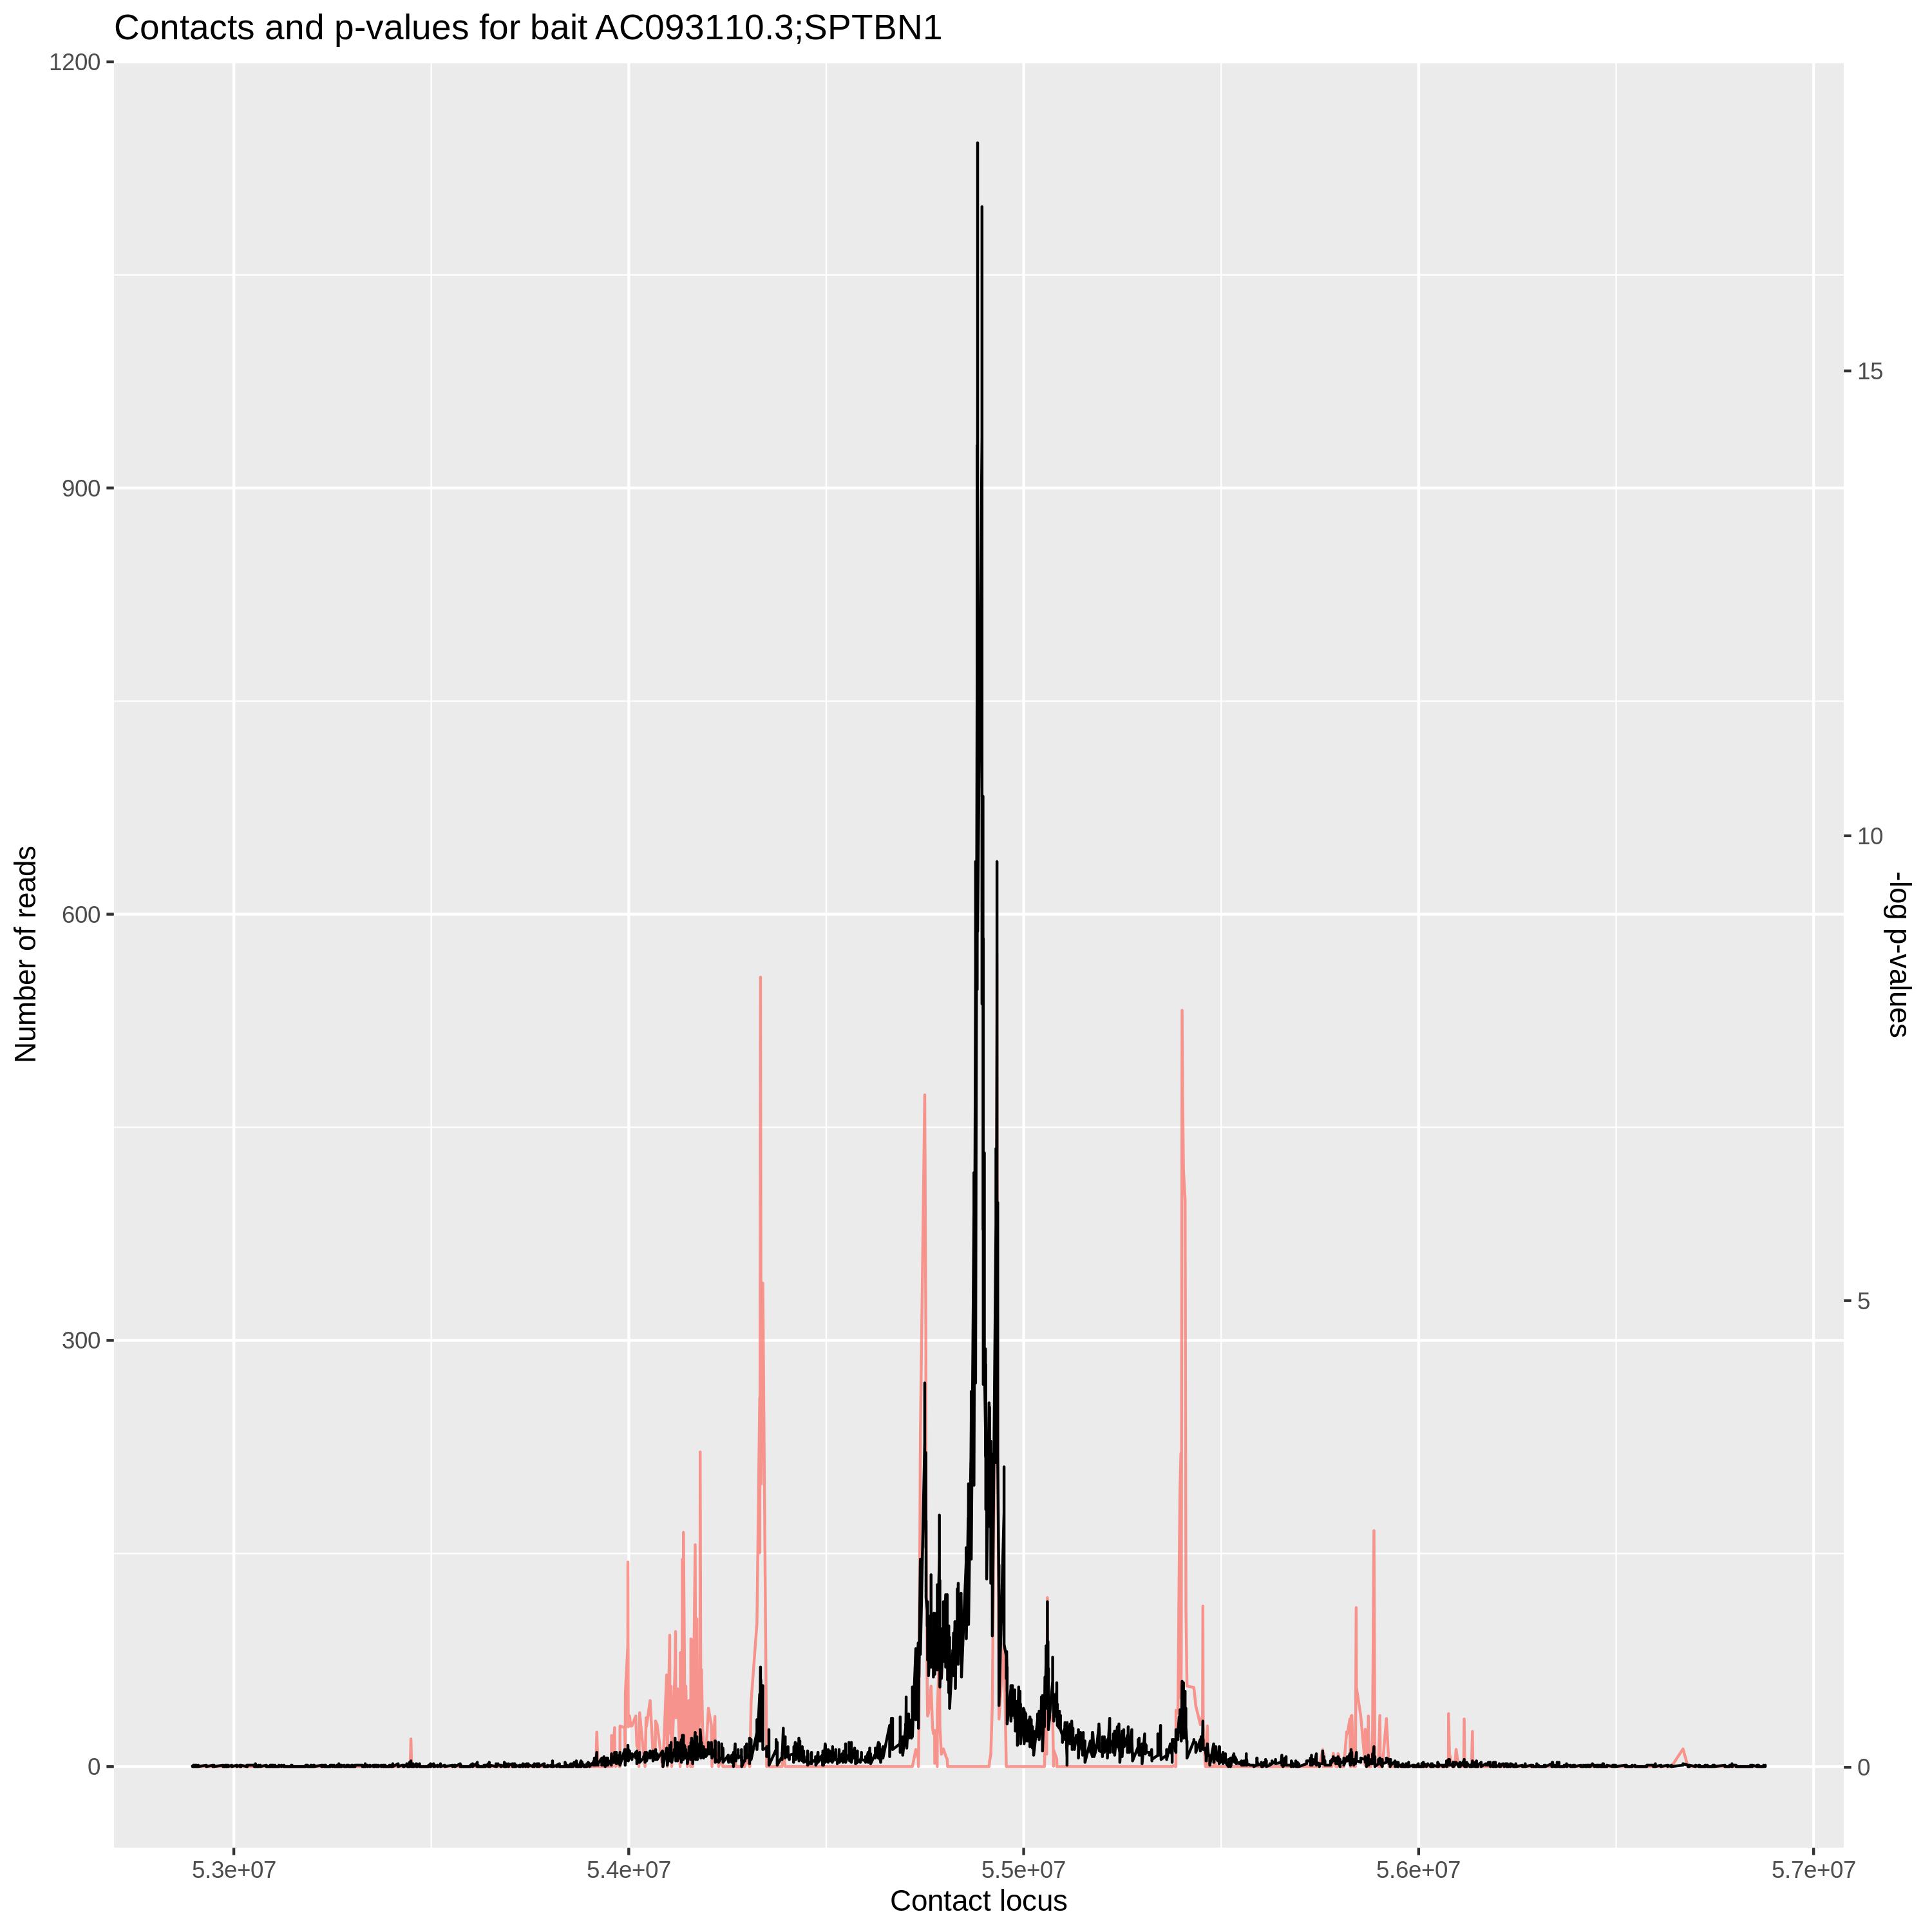 Contacts and p-values for bait AC093110.3;SPTBN1
1200
900
600
300
0
Number of reads
15
10
5
0
-log p-values
5.3e+07
5.4e+07
5.5e+07
5.6e+07
5.7e+07
Contact locus